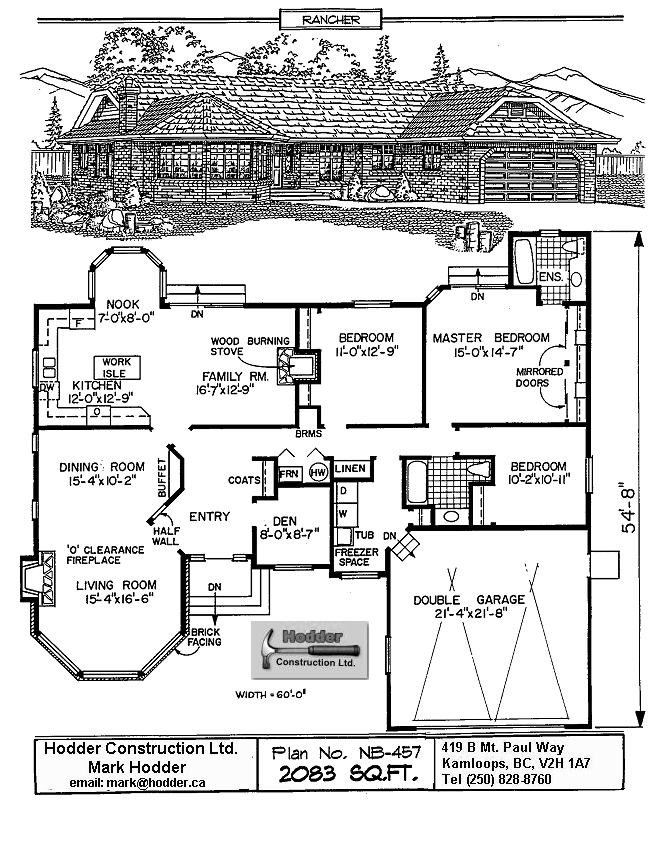 RANCHER
ENS.
NOOK
7'-0"x8'-0"
DN
DN
F
WORK
ISLE
WOOD BURNING
STOVE
BEDROOM
11'-0"x12'-9"
MASTER BEDROOM
15'-0"x14'-7"
FAMILY RM.
16'-7"x12'-9"
MIRRORED
DOORS
DW
KITCHEN
12'-0"x12'-9"
O
BRMS
DINING ROOM
15'-4"x10'-2"
BUFFET
COATS
FRN
HW
LINEN
BEDROOM
10'-2"x10'-11"
D
W
ENTRY
DEN
8'-0"x8'-7"
HALF
WALL
TUB
DN
FREEZER
SPACE
54'-8"
'O' CLEARANCE
FIREPLACE
LIVING ROOM
15'-4"x16'-6"
DN
DOUBLE GARAGE
21'-4"x21'-8"
BRICK
FACING
Hodder
Construction Ltd.
WIDTH = 60'-0"
Hodder Construction Ltd.
Mark Hodder
email: mark@hodder.ca
Plan No. NB-457
2083 SQ.FT.
419 B Mt. Paul Way
Kamloops, BC, V2H 1A7
Tel (250) 828-8760